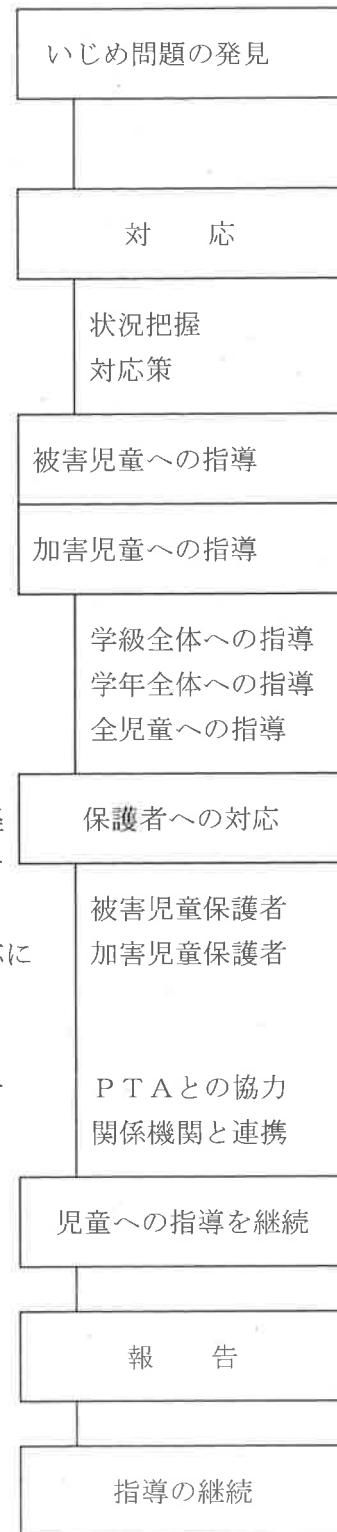 いじめ問題の発見
対　　応
状況把握
対応策
被害児童への指導
加害児童への指導
学級全体への指導
学年全体への指導
全児童への指導
保護者への対応
被害児童保護者
に
加害児童保護者
ＰＴＡとの協力
関係機関と連携
児童への指導を継続
報　　告
指導の継続